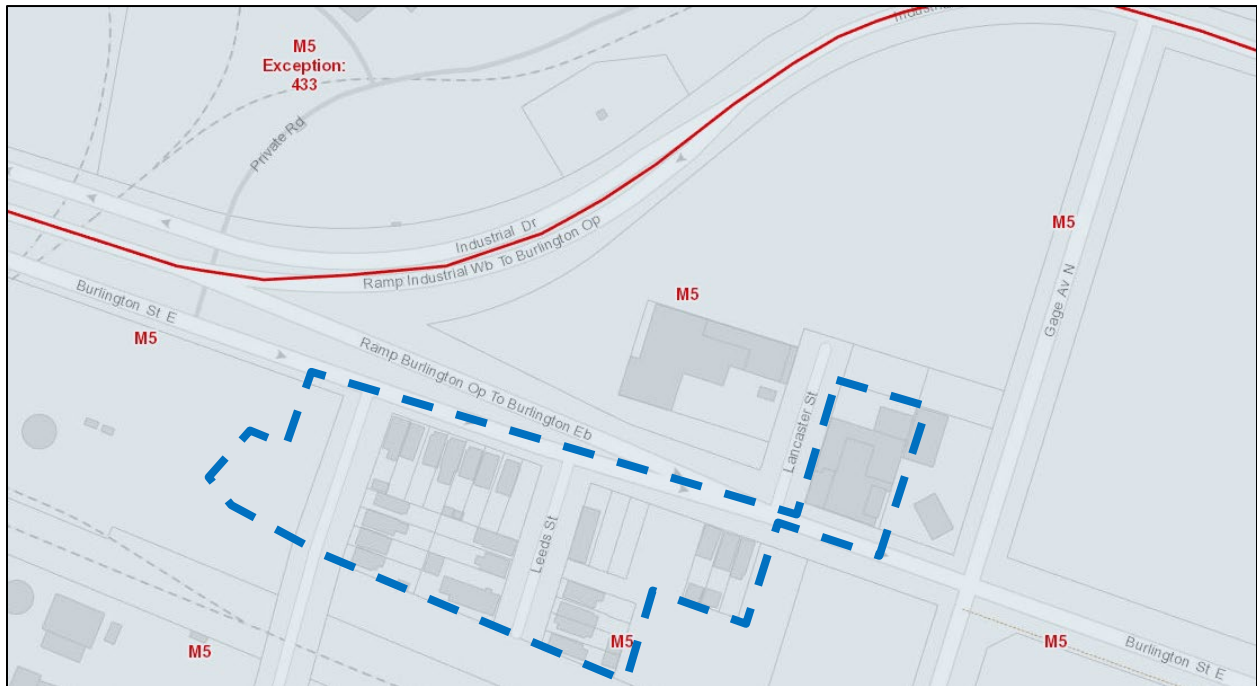 Industrial
M5
Exception:
433
Private Rd
Industrial Dr
Ramp Industrial Wb To Burlington Op
M5
Gage Av N
M5
Burlington St E
M5
Ramp Burlington Op To Burlington Eb
Lancaster St
Leeds St
M5
M5
M5
Burlington St E